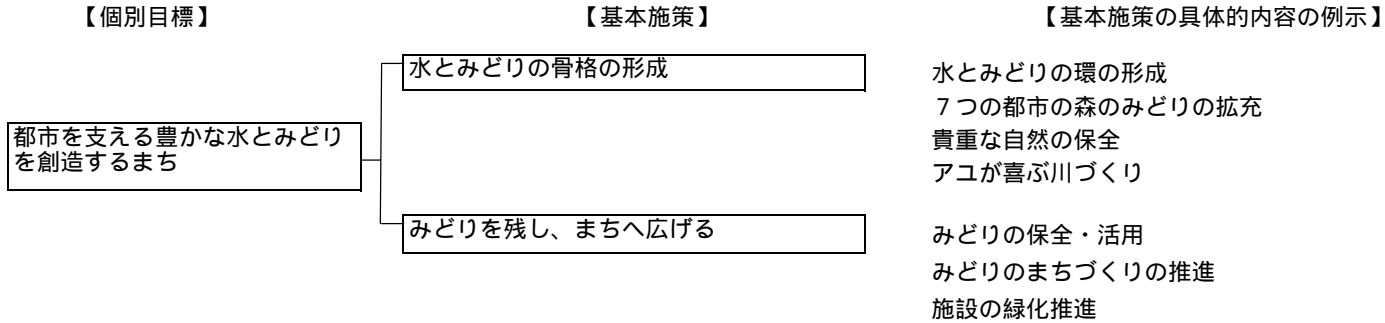 【個別目標】
【基本施策】
【基本施策の具体的内容の例示】
都市を支える豊かな水とみどり
を創造するまち
水とみどりの骨格の形成
水とみどりの環の形成
７つの都市の森のみどりの拡充
貴重な自然の保全
アユが喜ぶ川づくり
みどりを残し、まちへ広げる
みどりの保全・活用
みどりのまちづくりの推進
施設の緑化推進